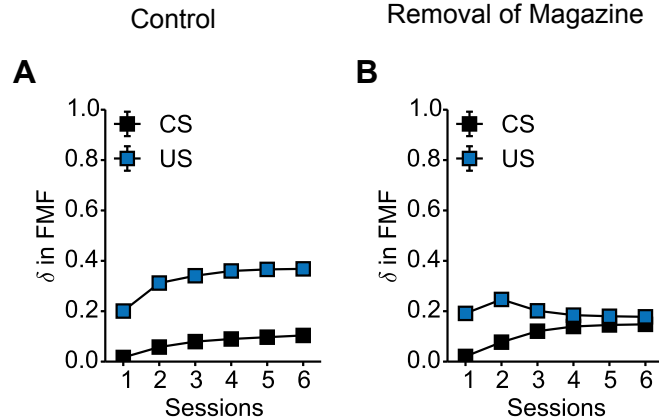 Control
Removal of Magazine
A
B
1.0
0.8
0.6
0.4
0.2
0.0
δ in FMF
CS
US
1 2 3 4 5 6
Sessions
1.0
0.8
0.6
0.4
0.2
0.0
δ in FMF
CS
US
1 2 3 4 5 6
Sessions